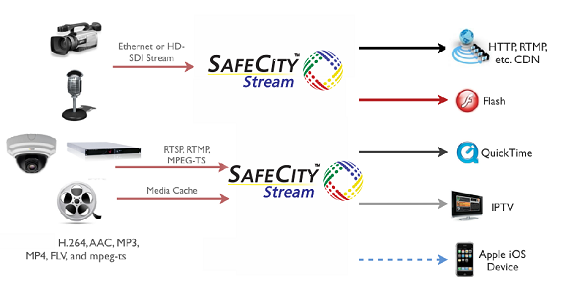 Ethernet or HD-
SDI Stream
SAFECITY™
Stream
HTTP, RTMP,
etc. CDN
Flash
RTSP, RTMP,
MPEG-TS
Media Cache
SAFECITY™
Stream
QuickTime
IPTV
H.264, AAC, MP3,
MP4, FLV, and mpeg-ts
Apple iOS
Device